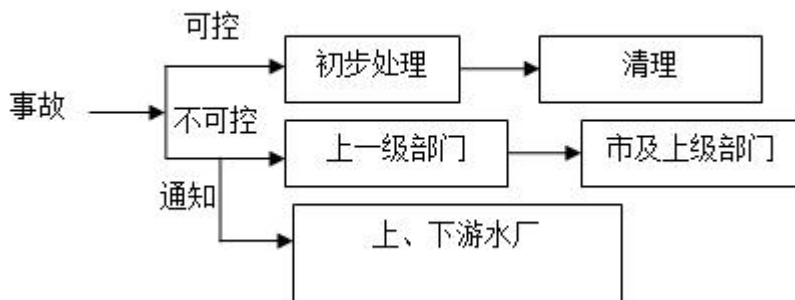 可控
初步处理
清理
事故
不可控
上一级部门
市及上级部门
通知
上、下游水厂